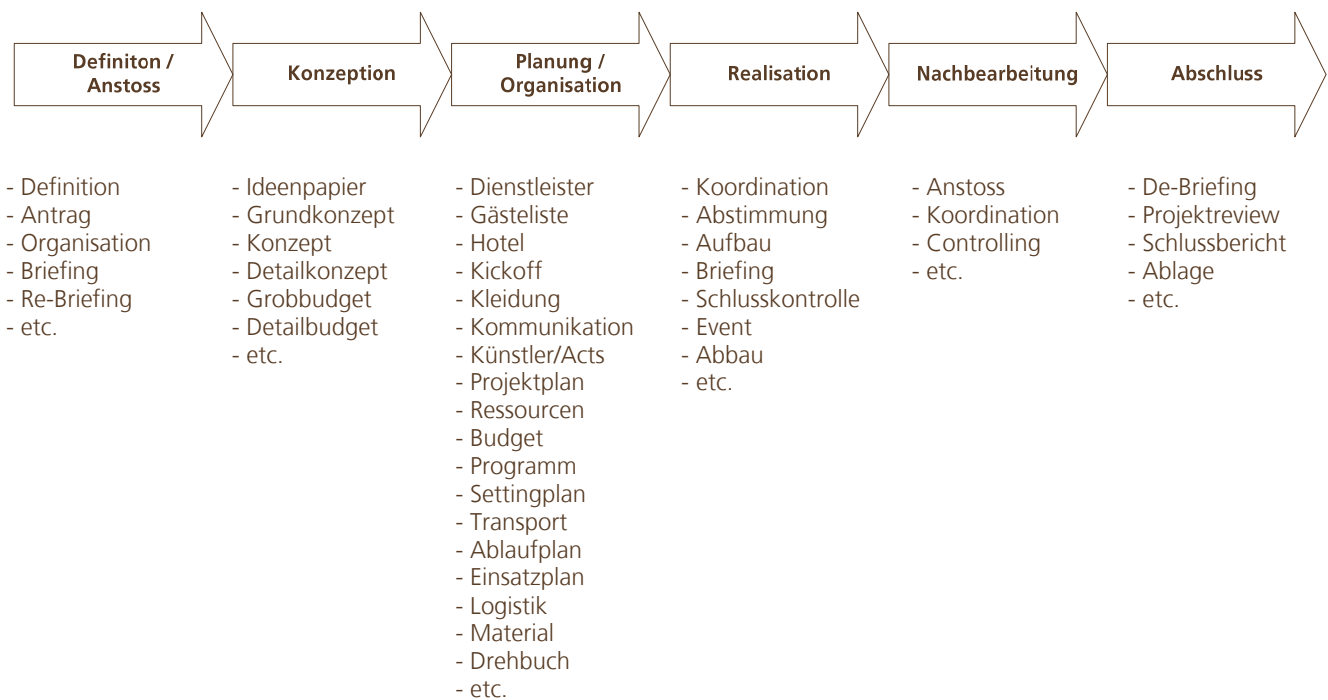 Definiton /
Anstoss
Konzeption
Planung /
Organisation
Realisation
Nachbearbeitung
Abschluss
- Definition
- Antrag
- Organisation
- Briefing
- Re-Briefing
- etc.
- Ideenpapier
- Grundkonzept
- Konzept
- Detailkonzept
- Grobbudget
- Detailbudget
- etc.
- Dienstleister
- Gästeliste
- Hotel
- Kickoff
- Kleidung
- Kommunikation
- Künstler/Acts
- Projektplan
- Ressourcen
- Budget
- Programm
- Settingplan
- Transport
- Ablaufplan
- Einsatzplan
- Logistik
- Material
- Drehbuch
- etc.
- Koordination
- Abstimmung
- Aufbau
- Briefing
- Schlusskontrolle
- Event
- Abbau
- etc.
- Anstoss
- Koordination
- Controlling
- etc.
- De-Briefing
- Projektreview
- Schlussbericht
- Ablage
- etc.